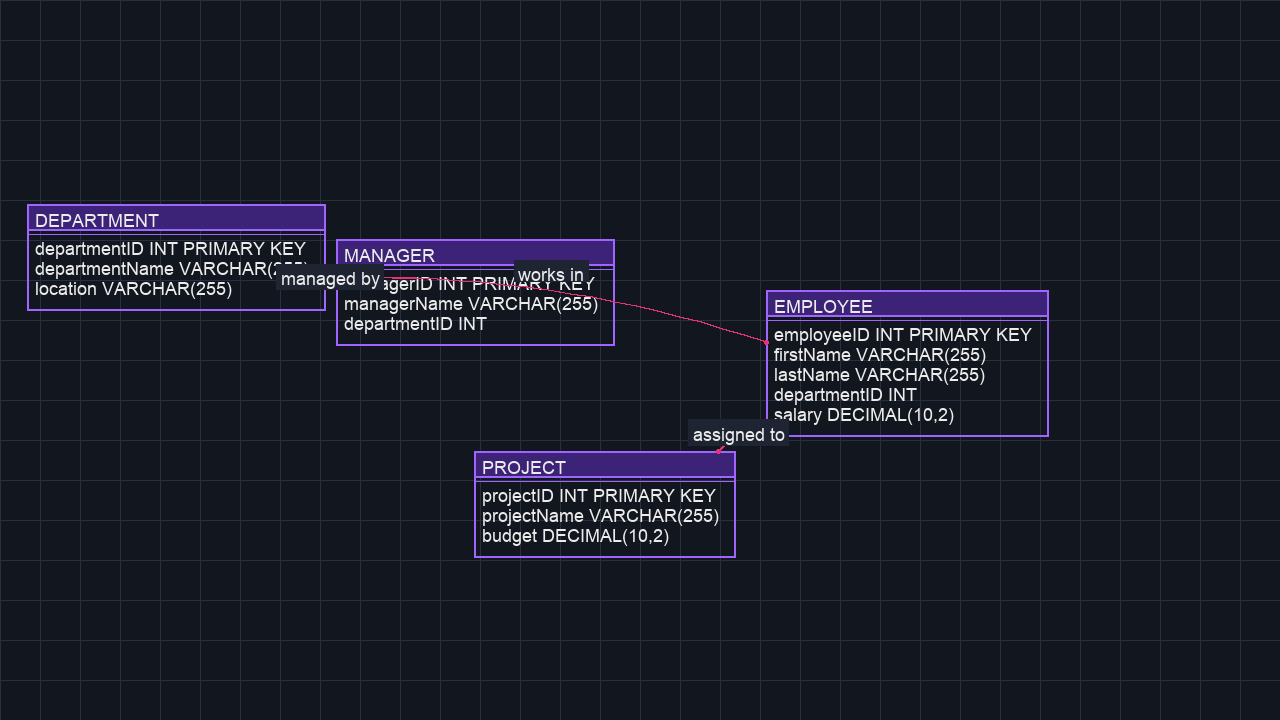 DEPARTMENT
departmentID INT PRIMARY KEY
departmentName VARCHAR(255)
location VARCHAR(255)
managed by
MANAGER
works in
managerID INT PRIMARY KEY
managerName VARCHAR(255)
departmentID INT
EMPLOYEE
employeeID INT PRIMARY KEY
firstName VARCHAR(255)
lastName VARCHAR(255)
departmentID INT
salary DECIMAL(10,2)
assigned to
PROJECT
projectID INT PRIMARY KEY
projectName VARCHAR(255)
budget DECIMAL(10,2)